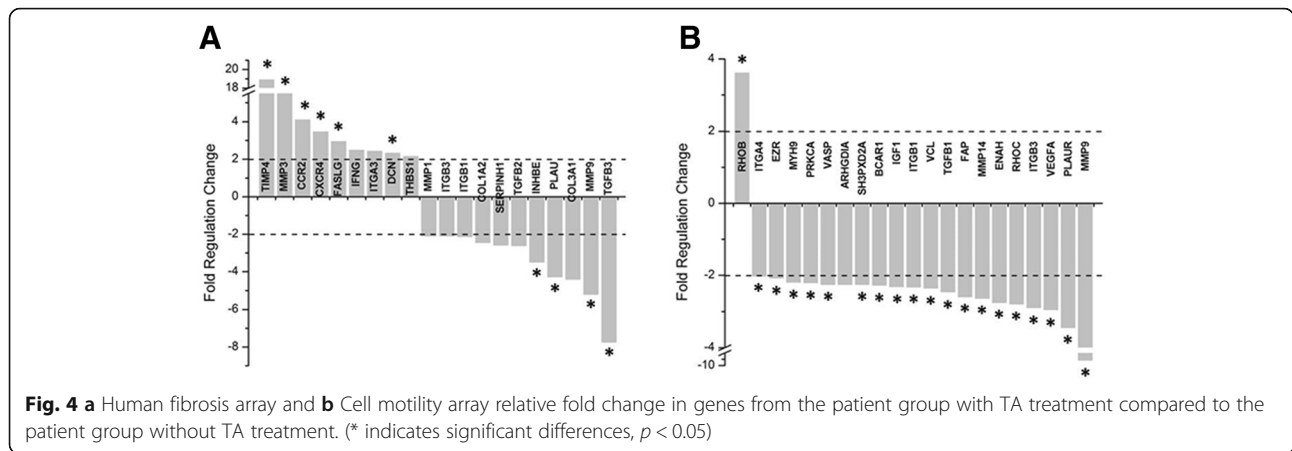 A
Fold Regulation Change
20
18
4
2
0
-2
-4
-6
-8
* * * * * *
TIMP4 MMP3 CCR2 CXCR4 FASLG IFNG ITGA3 DCN THBS1 MMP1 ITGB3 ITGB1 COL1A2 SERPINH1 TGFB2 INHBE PLAU COL3A1 MMP9 TGFB3
* * * *
B
Fold Regulation Change
4
2
0
-2
-4
-10
*
RHOB ITGA4 EZR MYH9 PRKCA VASP ARHGDIA SH3PXD2A BCAR1 IGF1 ITGB1 VCL TGFB1 FAP MMP14 ENAH RHOC ITGB3 VEGFA PLAUR MMP9
* * * * * * * * * * * * * * * * * * *
Fig. 4 a Human fibrosis array and b Cell motility array relative fold change in genes from the patient group with TA treatment compared to the
patient group without TA treatment. (* indicates significant differences, p < 0.05)